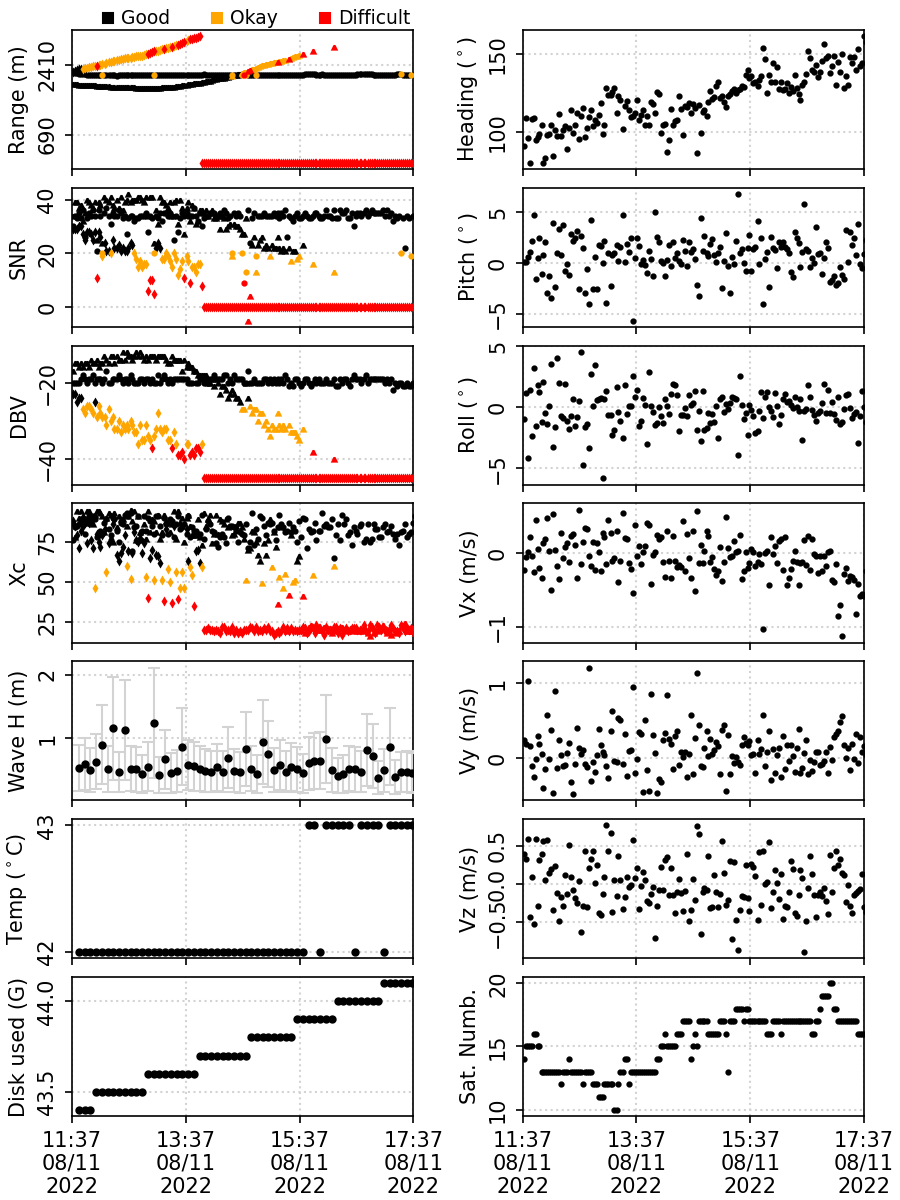 Good Okay Difficult
Range (m)
2410
690
Heading (°)
150
100
SNR
40
20
0
Pitch (°)
5
0
−5
DBV
−20
−40
Roll (°)
5
0
−5
Xc
75
50
25
Vx (m/s)
0
−1
Wave H (m)
2
1
Vy (m/s)
1
0
Temp (°C)
43
42
Vz (m/s)
0.5
0.0
−0.5
Disk used (G)
44.0
43.5
Sat. Numb.
20
15
10
11:37 13:37 15:37 17:37 11:37 13:37 15:37 17:37
08/11 08/11 08/11 08/11 08/11 08/11 08/11 08/11
2022 2022 2022 2022 2022 2022 2022 2022